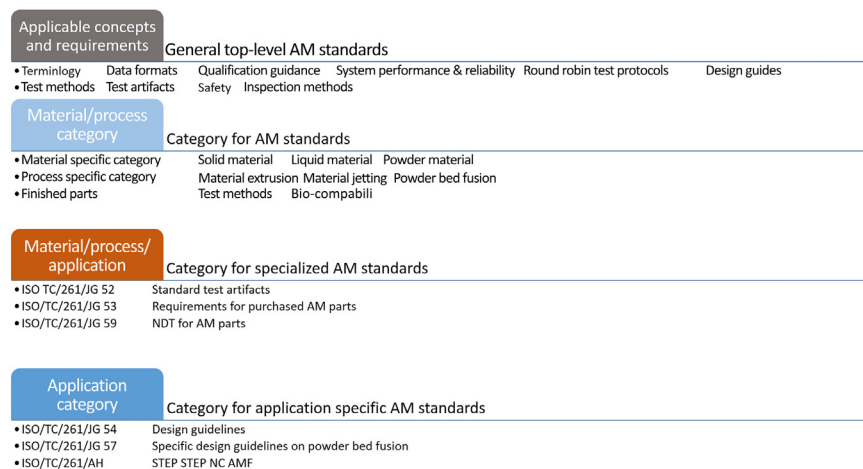 Applicable concepts
and requirements
General top-level AM standards
• Terminlogy Data formats Qualification guidance System performance & reliability Round robin test protocols Design guides
• Test methods Test artifacts Safety Inspection methods
Material/process
category
Category for AM standards
• Material specific category Solid material Liquid material Powder material
• Process specific category Material extrusion Material jetting Powder bed fusion
• Finished parts Test methods Bio-compabili
Material/process/
application
Category for specialized AM standards
• ISO TC/261/JG 52 Standard test artifacts
• ISO/TC/261/JG 53 Requirements for purchased AM parts
• ISO/TC/261/JG 59 NDT for AM parts
Application
category
Category for application specific AM standards
• ISO/TC/261/JG 54 Design guidelines
• ISO/TC/261/JG 57 Specific design guidelines on powder bed fusion
• ISO/TC/261/AH STEP STEP NC AMF